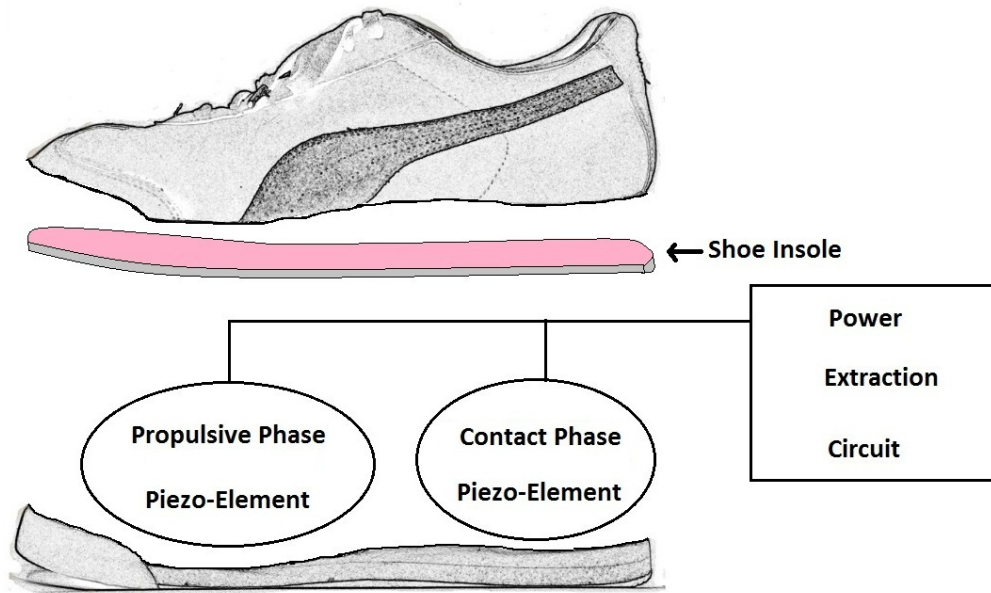 Shoe Insole
Power
Extraction
Circuit
Propulsive Phase
Piezo-Element
Contact Phase
Piezo-Element